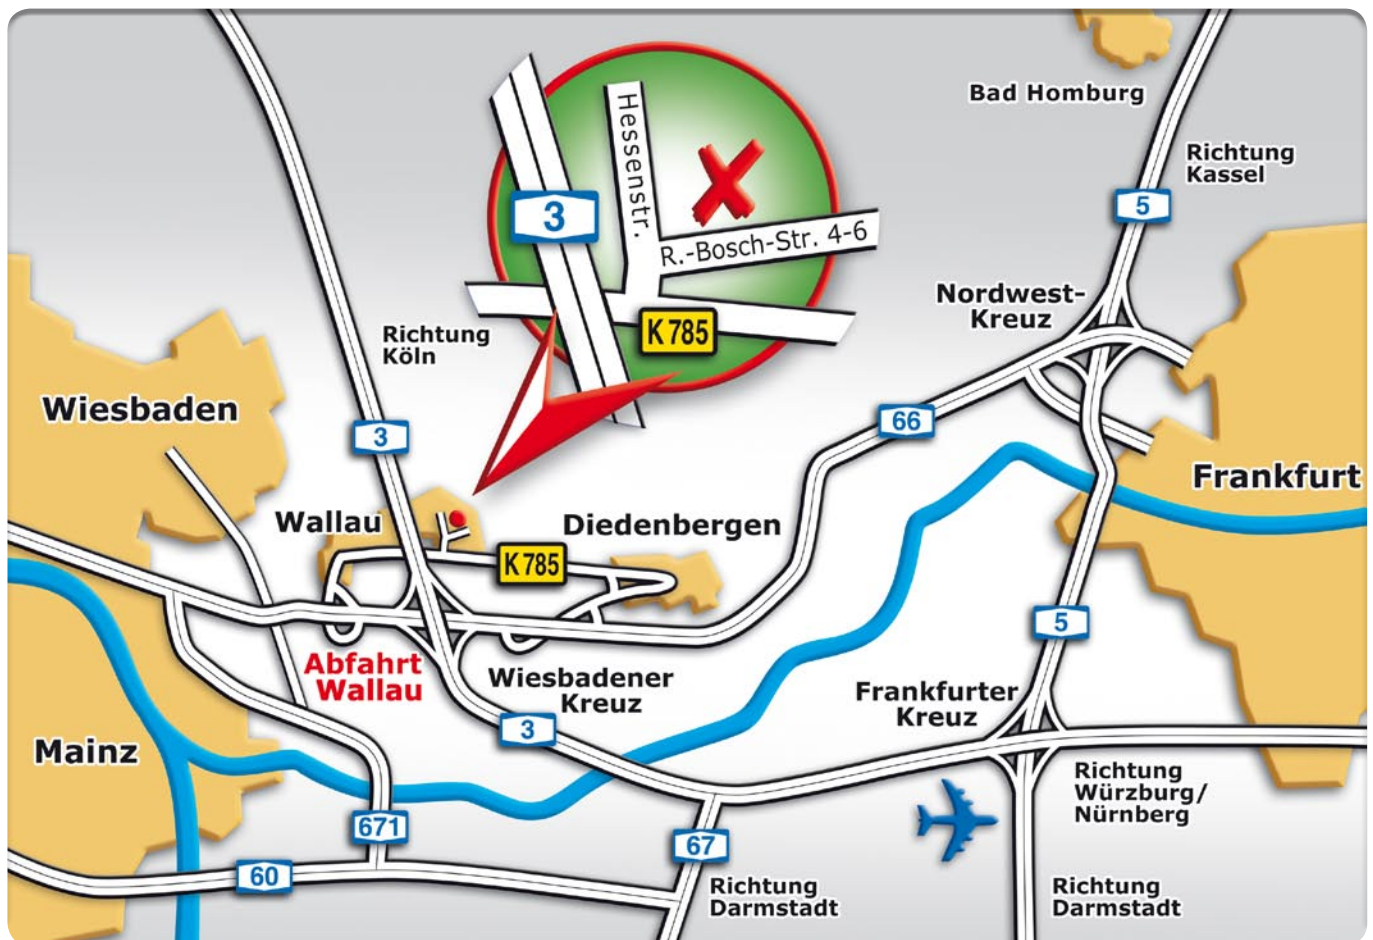 Bad Homburg
Richtung
Kassel
5
Hessenstr.
3
R.-Bosch-Str. 4-6
K 785
Nordwest-
Kreuz
Richtung
Köln
Wiesbaden
3
66
Frankfurt
Wallau
Diedenbergen
K 785
5
Abfahrt
Wallau
Wiesbadener
Kreuz
Frankfurter
Kreuz
3
Mainz
Richtung
Würzburg/
Nürnberg
671
67
60
Richtung
Darmstadt
Richtung
Darmstadt